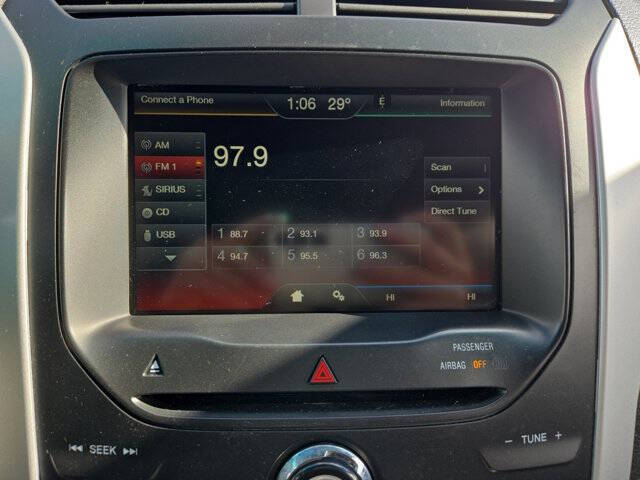 Connect a Phone 1:06 29° E Information
AM
FM 1
SIRIUS
CD
USB
97.9
Scan
Options >
Direct Tune
1 88.7 2 93.1 3 93.9
4 94.7 5 95.5 6 96.3
HI HI
PASSENGER
AIRBAG OFF
SEEK
− TUNE +